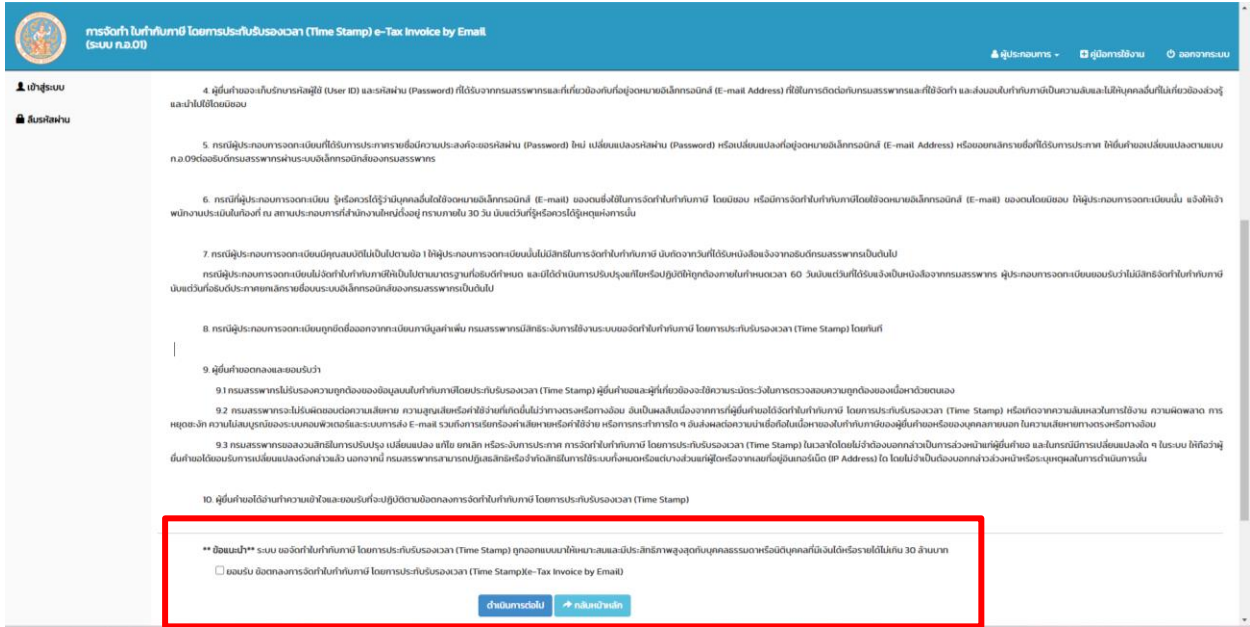 การจัดทำ ใบกำกับภาษี โดยการประทับรับรองเวลา (Time Stamp) e-Tax Invoice by Email
(ระบบ ก.อ.01)
ผู้ประกอบการ
คู่มือการใช้งาน
ออกจากระบบ
เข้าสู่ระบบ
ลืมรหัสผ่าน
4. ผู้ยื่นคำขอจะเก็บรักษารหัสผู้ใช้ (User ID) และรหัสผ่าน (Password) ที่ได้รับจากกรมสรรพากรและที่เกี่ยวข้องกับที่อยู่จดหมายอิเล็กทรอนิกส์ (E-mail Address) ที่ใช้ในการติดต่อกับกรมสรรพากรและที่ใช้จัดทำ และส่งมอบใบกำกับภาษีเป็นความลับและไม่ให้บุคคลอื่นที่ไม่เกี่ยวข้องล่วงรู้
และนำไปใช้โดยมิชอบ
5. กรณีผู้ประกอบการจดทะเบียนที่ได้รับการประกาศรายชื่อมีความประสงค์จะขอรหัสผ่าน (Password) ใหม่ เปลี่ยนแปลงรหัสผ่าน (Password) หรือเปลี่ยนแปลงที่อยู่จดหมายอิเล็กทรอนิกส์ (E-mail Address) หรือขอยกเลิกรายชื่อที่ได้รับการประกาศ ให้ยื่นคำขอเปลี่ยนแปลงตามแบบ
ก.อ.09ต่ออธิบดีกรมสรรพากรผ่านระบบอิเล็กทรอนิกส์ของกรมสรรพากร
6. กรณีที่ผู้ประกอบการจดทะเบียน รู้หรือควรได้รู้ว่ามีบุคคลอื่นใดใช้จดหมายอิเล็กทรอนิกส์ (E-mail) ของตนซึ่งใช้ในการจัดทำใบกำกับภาษี โดยมิชอบ หรือมีการจัดทำใบกำกับภาษีโดยใช้จดหมายอิเล็กทรอนิกส์ (E-mail) ของตนโดยมิชอบ ให้ผู้ประกอบการจดทะเบียนนั้น แจ้งให้เจ้า
พนักงานประเมินในท้องที่ ณ สถานประกอบการที่สำนักงานใหญ่ตั้งอยู่ ทราบภายใน 30 วัน นับแต่วันที่รู้หรือควรได้รู้เหตุแห่งการนั้น
7. กรณีผู้ประกอบการจดทะเบียนมีคุณสมบัติไม่เป็นไปตามข้อ 1 ให้ผู้ประกอบการจดทะเบียนนั้นไม่มีสิทธิในการจัดทำใบกำกับภาษี นับถัดจากวันที่ได้รับหนังสือแจ้งจากอธิบดีกรมสรรพากรเป็นต้นไป
กรณีผู้ประกอบการจดทะเบียนไม่จัดทำใบกำกับภาษีให้เป็นไปตามมาตรฐานที่อธิบดีกำหนด และมิได้ดำเนินการปรับปรุงแก้ไขหรือปฏิบัติให้ถูกต้องภายในกำหนดเวลา 60 วันนับแต่วันที่ได้รับแจ้งเป็นหนังสือจากกรมสรรพากร ผู้ประกอบการจดทะเบียนยอมรับว่าไม่มีสิทธิจัดทำใบกำกับภาษี
นับแต่วันที่อธิบดีประกาศยกเลิกรายชื่อบนระบบอิเล็กทรอนิกส์ของกรมสรรพากรเป็นต้นไป
8. กรณีผู้ประกอบการจดทะเบียนถูกขีดชื่อออกจากทะเบียนภาษีมูลค่าเพิ่ม กรมสรรพากรมีสิทธิระงับการใช้งานระบบขอจัดทำใบกำกับภาษี โดยการประทับรับรองเวลา (Time Stamp) โดยทันที
9. ผู้ยื่นคำขอตกลงและยอมรับว่า
9.1 กรมสรรพากรไม่รับรองความถูกต้องของข้อมูลบนใบกำกับภาษีโดยประทับรับรองเวลา (Time Stamp) ผู้ยื่นคำขอและผู้ที่เกี่ยวข้องจะใช้ความระมัดระวังในการตรวจสอบความถูกต้องของเนื้อหาด้วยตนเอง
9.2 กรมสรรพากรจะไม่รับผิดชอบต่อความเสียหาย ความสูญเสียหรือค่าใช้จ่ายที่เกิดขึ้นไม่ว่าทางตรงหรือทางอ้อม อันเป็นผลสืบเนื่องจากการที่ผู้ยื่นคำขอได้จัดทำใบกำกับภาษี โดยการประทับรับรองเวลา (Time Stamp) หรือเกิดจากความล้มเหลวในการใช้งาน ความผิดพลาด การ
หยุดชะงัก ความไม่สมบูรณ์ของระบบคอมพิวเตอร์และระบบการส่ง E-mail รวมถึงการเรียกร้องค่าเสียหายหรือค่าใช้จ่าย หรือการกระทำการใด ๆ อันส่งผลต่อความน่าเชื่อถือในเนื้อหาของใบกำกับภาษีของผู้ยื่นคำขอหรือของบุคคลภายนอก ในความเสียหายทางตรงหรือทางอ้อม
9.3 กรมสรรพากรขอสงวนสิทธิในการปรับปรุง เปลี่ยนแปลง แก้ไข ยกเลิก หรือระงับการประกาศ การจัดทำใบกำกับภาษี โดยการประทับรับรองเวลา (Time Stamp) ในเวลาใดโดยไม่จำต้องบอกกล่าวเป็นการล่วงหน้าแก่ผู้ยื่นคำขอ และในกรณีมีการเปลี่ยนแปลงใด ๆ ในระบบ ให้ถือว่าผู้
ยื่นคำขอได้ยอมรับการเปลี่ยนแปลงดังกล่าวแล้ว นอกจากนี้ กรมสรรพากรสามารถปฏิเสธสิทธิหรือจำกัดสิทธิในการใช้ระบบทั้งหมดหรือแต่บางส่วนแก่ผู้ใดหรือจากเลขที่อยู่อินเทอร์เน็ต (IP Address) ใด โดยไม่จำเป็นต้องบอกกล่าวล่วงหน้าหรือระบุเหตุผลในการดำเนินการนั้น
10. ผู้ยื่นคำขอได้อ่านทำความเข้าใจและยอมรับที่จะปฏิบัติตามข้อตกลงการจัดทำใบกำกับภาษี โดยการประทับรับรองเวลา (Time Stamp)
** ข้อแนะนำ** ระบบ ขอจัดทำใบกำกับภาษี โดยการประทับรับรองเวลา (Time Stamp) ถูกออกแบบมาให้เหมาะสมและมีประสิทธิภาพสูงสุดกับบุคคลธรรมดาหรือนิติบุคคลที่มีเงินได้หรือรายได้ไม่เกิน 30 ล้านบาท
ยอมรับ ข้อตกลงการจัดทำใบกำกับภาษี โดยการประทับรับรองเวลา (Time Stamp)(e-Tax Invoice by Email)
ดำเนินการต่อไป
กลับหน้าหลัก